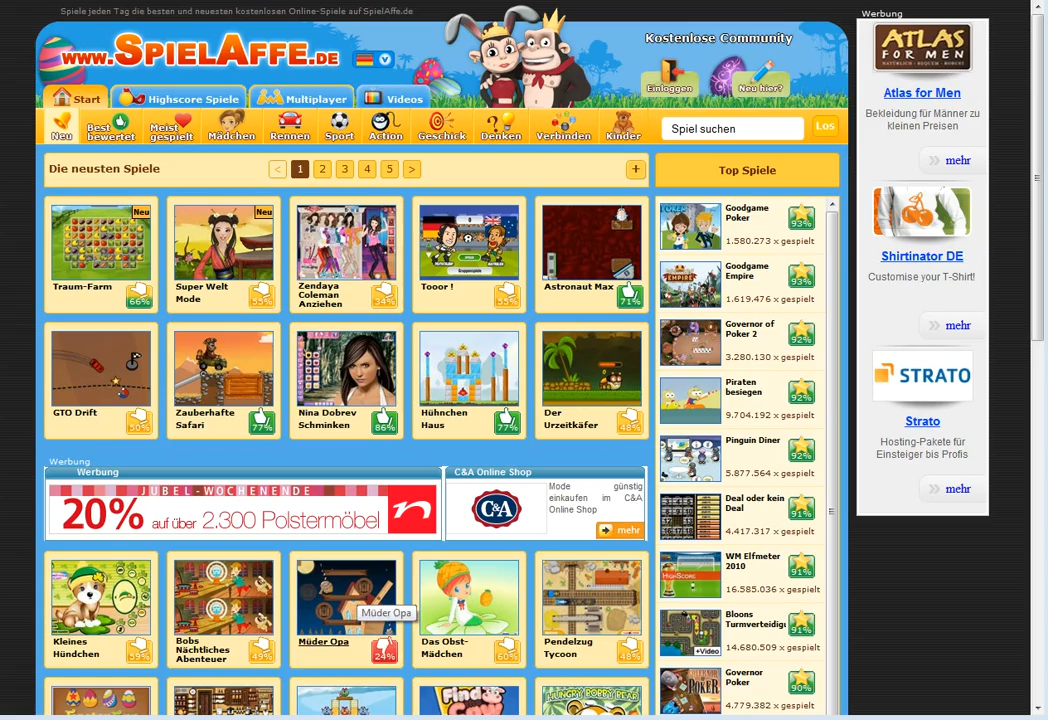 Spiele jeden Tag die besten und neuesten kostenlosen Online-Spiele auf SpielAffe.de
Werbung
www.SpielAffe.de
Kostenlose Community
Einloggen
Neu hier?
Start
Highscore Spiele
Multiplayer
Videos
Neu
Best bewertet
Meist gespielt
Mädchen
Rennen
Sport
Action
Geschick
Denken
Verbinden
Kinder
Spiel suchen
Los
Die neusten Spiele
< 1 2 3 4 5 >
+
Top Spiele
Neu
Traum-Farm
66%
Neu
Super Welt Mode
55%
Zendaya Coleman Anziehen
34%
Tooor !
55%
Astronaut Max
71%
GTO Drift
50%
Zauberhafte Safari
77%
Nina Dobrev Schminken
86%
Hühnchen Haus
77%
Der Urzeitkäfer
48%
Werbung
Werbung
JUBEL-WOCHENENDE
20% auf über 2.300 Polstermöbel
C&A Online Shop
C&A
Mode günstig
einkaufen im C&A
Online Shop
mehr
Kleines Hündchen
59%
Bobs Nächtliches Abenteuer
49%
Müder Opa
24%
Müder Opa
Das Obst-Mädchen
60%
Pendelzug Tycoon
48%
Find a
HUNGRY BOBBY BEAR
Goodgame Poker
93%
1.580.273 x gespielt
EMPIRE
Goodgame Empire
93%
1.619.476 x gespielt
Governor of Poker 2
92%
3.280.130 x gespielt
Piraten besiegen
92%
9.704.192 x gespielt
Pinguin Diner
92%
5.877.564 x gespielt
Deal oder kein Deal
91%
4.417.317 x gespielt
HIGHSCORE
WM Elfmeter 2010
91%
16.585.036 x gespielt
+Video
Bloons Turmverteidigu
91%
14.680.509 x gespielt
POKER
Governor Poker
90%
4.779.382 x gespielt
ATLAS
FOR MEN
NATÜRLICH. BEQUEM. ROBUST.
Atlas for Men
Bekleidung für Männer zu
kleinen Preisen
mehr
Shirtinator DE
Customise your T-Shirt!
mehr
STRATO
Strato
Hosting-Pakete für
Einsteiger bis Profis
mehr